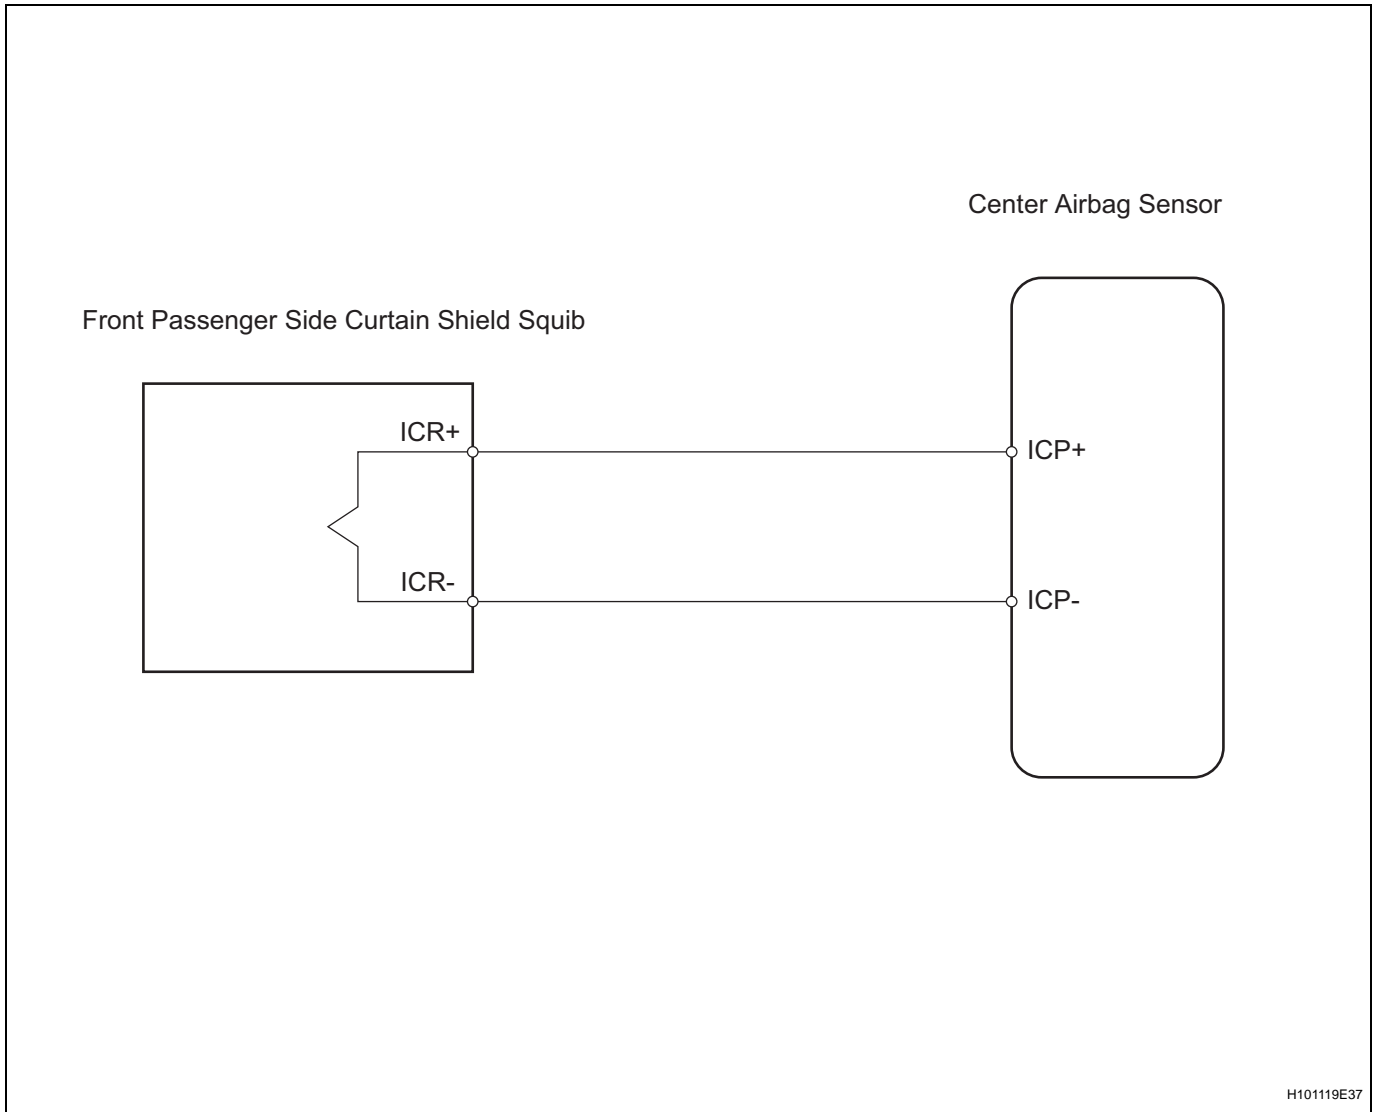 Center Airbag Sensor
Front Passenger Side Curtain Shield Squib
ICR+
ICP+
ICR-
ICP-
H101119E37